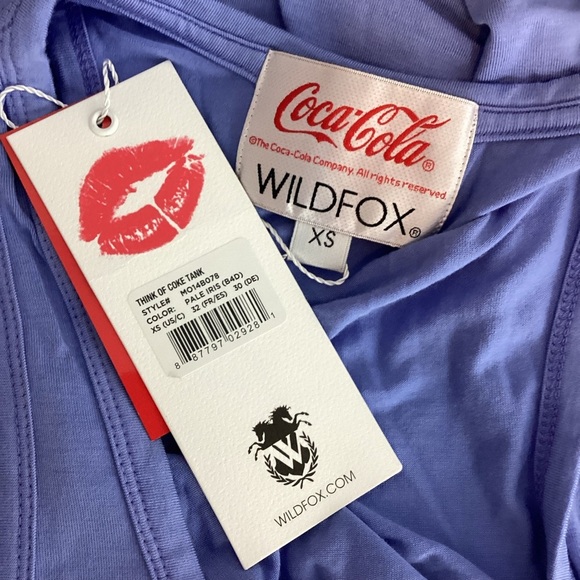 Coca-Cola®
©The Coca-Cola Company. All rights reserved
WILDFOX®
XS
THINK OF COKE TANK
STYLE#: MO14B078
COLOR: PALE IRIS (B4D)
XS (US/C) 32 (FR/ES) 30 (DE)
8 87797 02928 1
W
WILDFOX.COM